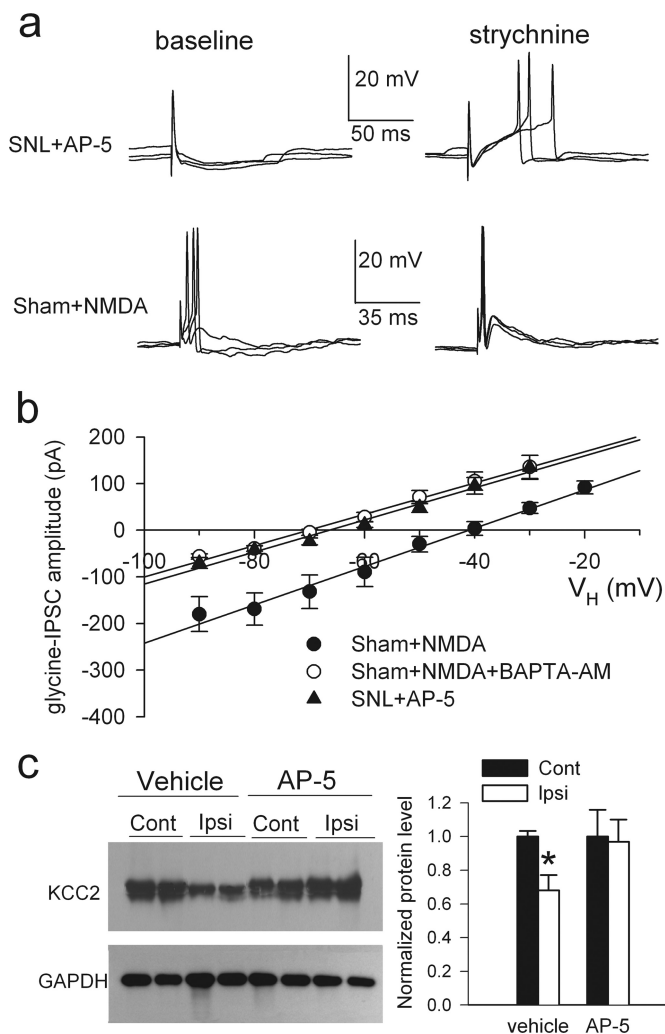 a
baseline
strychnine
SNL+AP-5
20 mV
50 ms
Sham+NMDA
20 mV
35 ms
b
glycine-IPSC amplitude (pA)
200
100
0
-100
-200
-300
-400
-100
-80
-60
-40
-20
VH (mV)
Sham+NMDA
Sham+NMDA+BAPTA-AM
SNL+AP-5
c
Vehicle
AP-5
Cont
Ipsi
Cont
Ipsi
KCC2
GAPDH
Cont
Ipsi
Normalized protein level
1.2
1.0
0.8
0.6
0.4
0.2
0.0
*
vehicle
AP-5